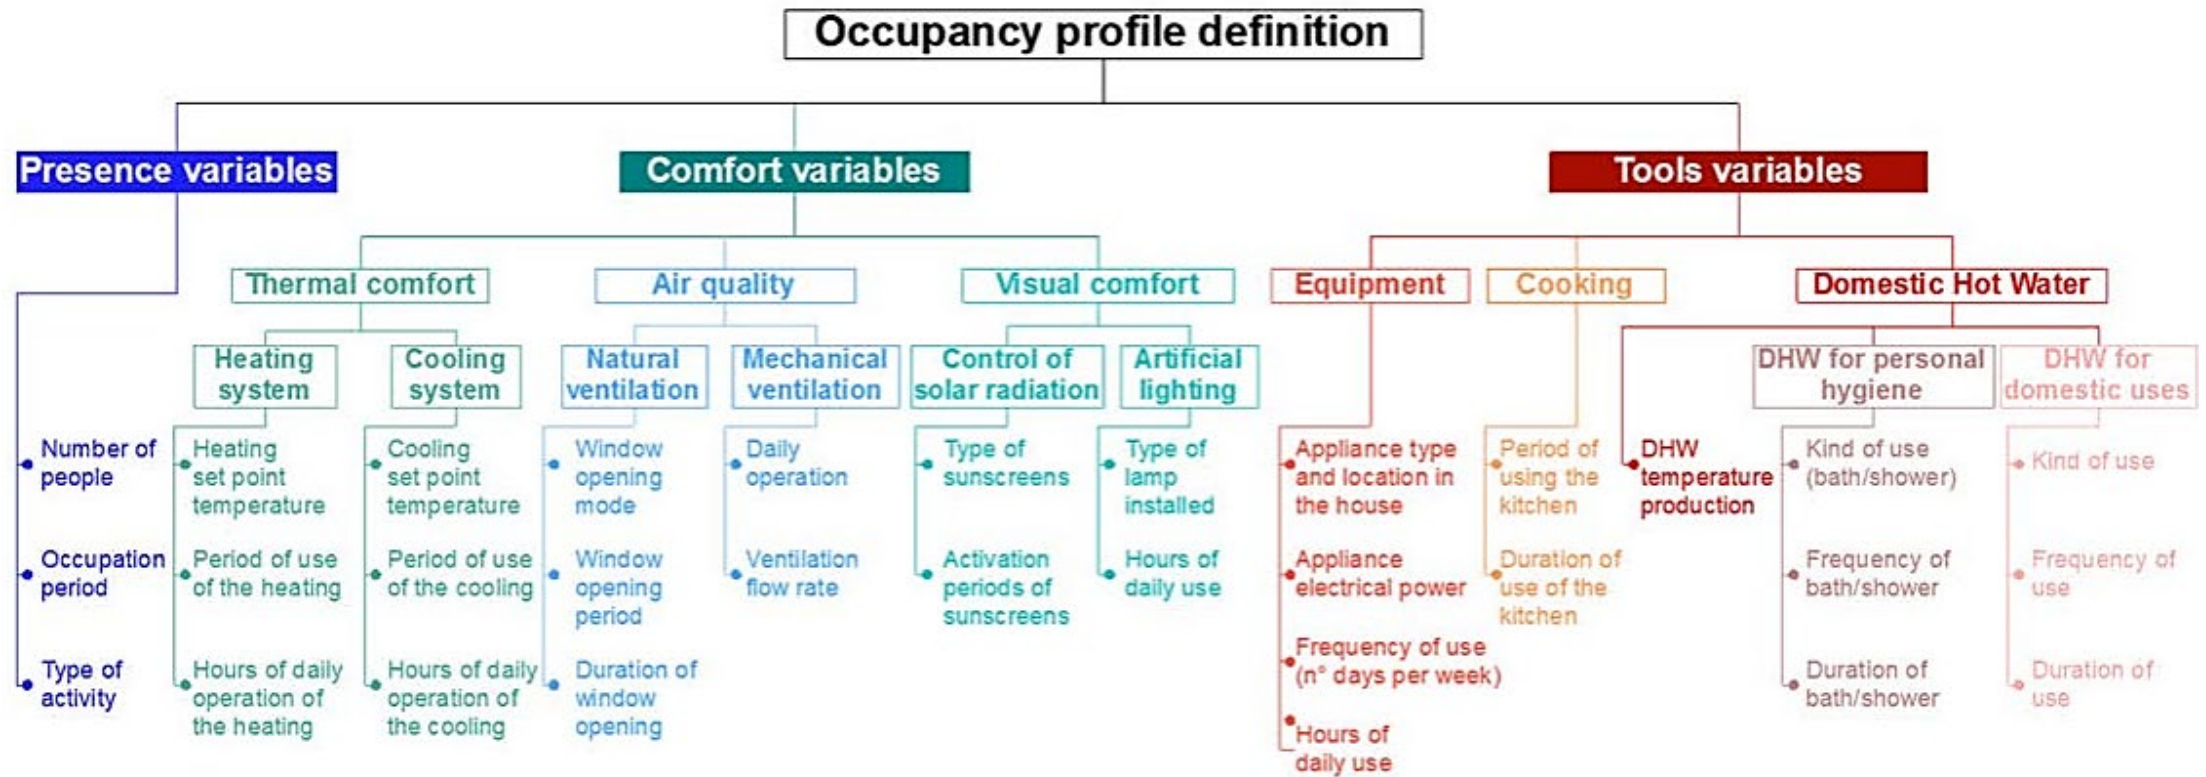 Occupancy profile definition
Presence variables
Comfort variables
Tools variables
Thermal comfort
Air quality
Visual comfort
Equipment
Cooking
Domestic Hot Water
Heating
system
Cooling
system
Natural
ventilation
Mechanical
ventilation
Control of
solar radiation
Artificial
lighting
DHW for personal
hygiene
DHW for
domestic uses
Number of
people
Occupation
period
Type of
activity
Heating
set point
temperature
Period of use
of the heating
Hours of daily
operation of
the heating
Cooling
set point
temperature
Period of use
of the cooling
Hours of daily
operation of
the cooling
Window
opening
mode
Window
opening
period
Duration of
window
opening
Daily
operation
Ventilation
flow rate
Type of
sunscreens
Activation
periods of
sunscreens
Type of
lamp
installed
Hours of
daily use
Appliance type
and location in
the house
Appliance
electrical power
Frequency of use
(n° days per week)
Hours of
daily use
Period of
using the
kitchen
Duration of
use of the
kitchen
DHW
temperature
production
Kind of use
(bath/shower)
Frequency of
bath/shower
Duration of
bath/shower
Kind of use
Frequency of
use
Duration of
use